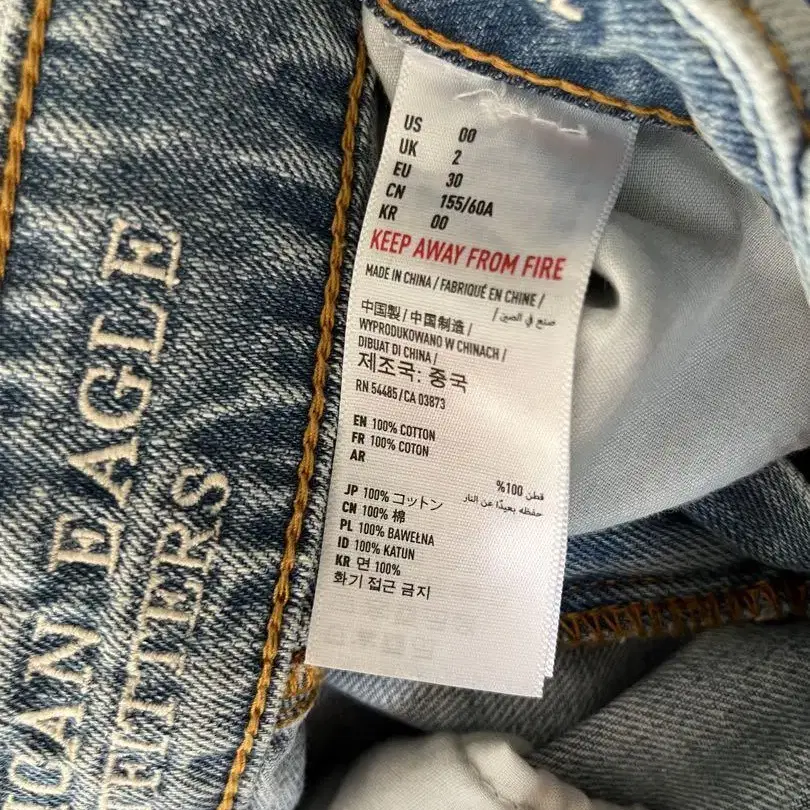 US 00
UK 2
EU 30
CN 155/60A
KR 00
KEEP AWAY FROM FIRE
MADE IN CHINA / FABRIQUÉ EN CHINE /
中国製 / 中国制造 / صنع في الصين /
WYPRODUKOWANO W CHINACH /
DIBUAT DI CHINA /
제조국: 중국
RN 54485 / CA 03873
EN 100% COTTON
FR 100% COTON
AR
قطن 100%
حفظه بعيدًا عن النار
JP 100% コットン
CN 100% 棉
PL 100% BAWEŁNA
ID 100% KATUN
KR 면 100%
화기 접근 금지
ICAN EAGLE
FITTERS